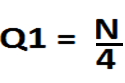 Q1 = N/4